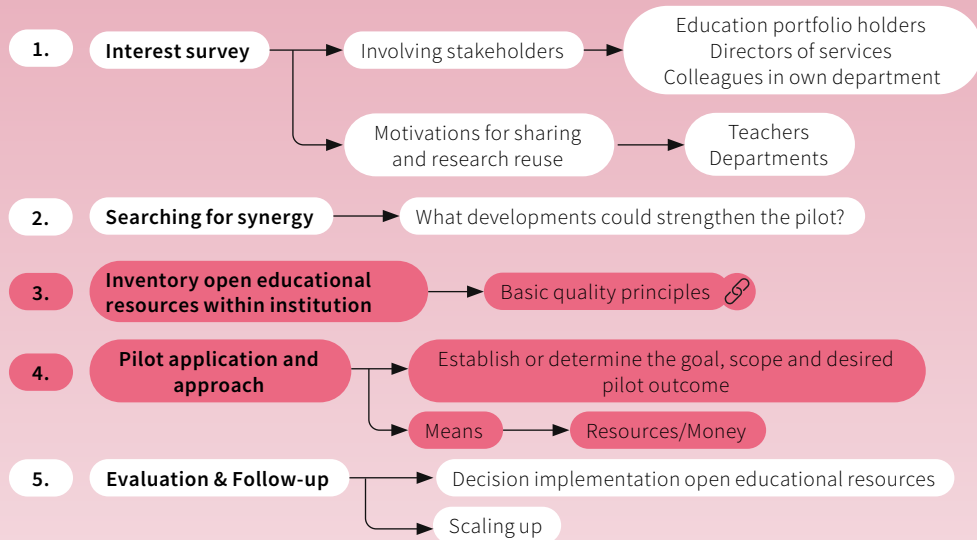 1.
Interest survey
Involving stakeholders
Education portfolio holders
Directors of services
Colleagues in own department
Motivations for sharing
and research reuse
Teachers
Departments
2.
Searching for synergy
What developments could strengthen the pilot?
3.
Inventory open educational
resources within institution
Basic quality principles
4.
Pilot application and
approach
Establish or determine the goal, scope and desired
pilot outcome
Means
Resources/Money
5.
Evaluation & Follow-up
Decision implementation open educational resources
Scaling up